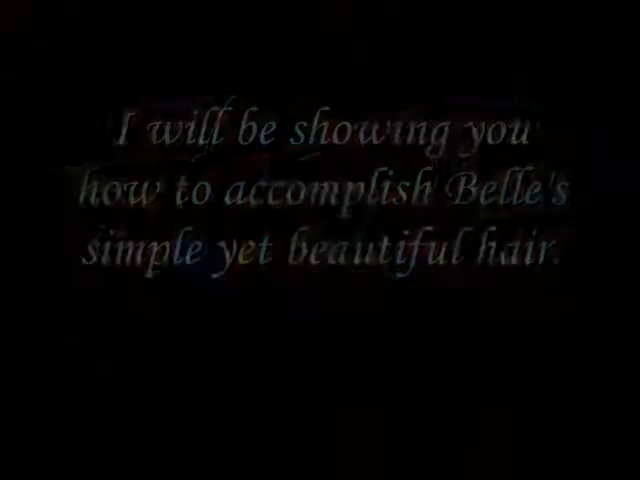 I will be showing you
how to accomplish Belle's
simple yet beautiful hair.